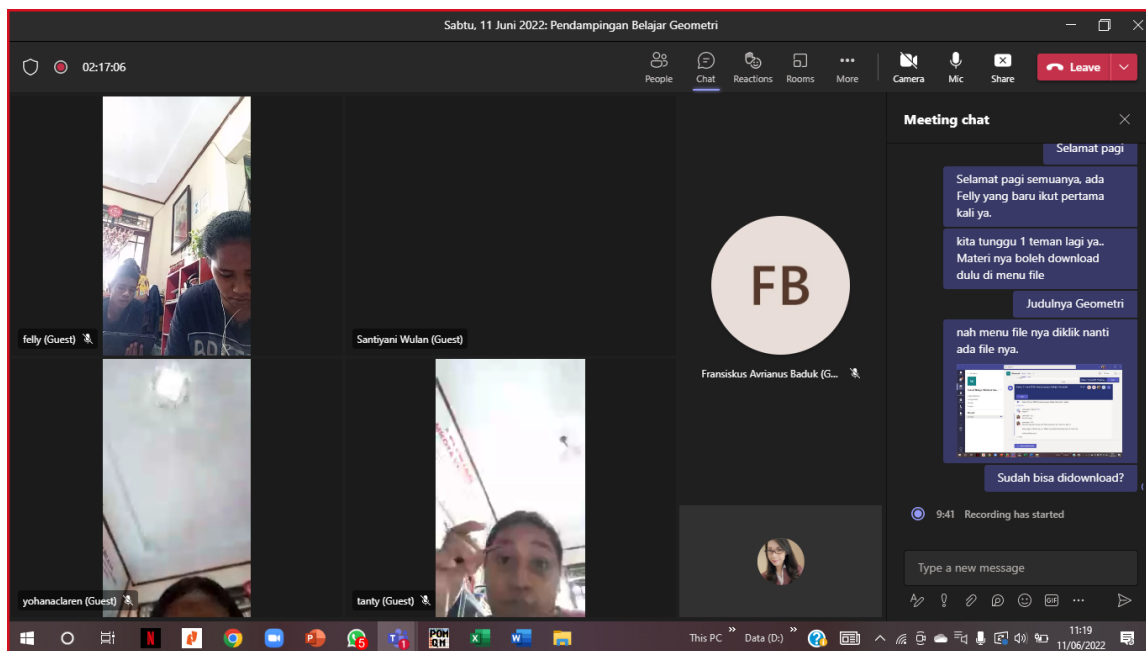 Sabtu, 11 Juni 2022: Pendampingan Belajar Geometri
02:17:06
People
Chat
Reactions
Rooms
More
Camera
Mic
Share
Leave
felly (Guest)
Santiyani Wulan (Guest)
FB
Fransiskus Avrianus Baduk (G...
yohanaclaren (Guest)
tanty (Guest)
Meeting chat
Selamat pagi
Selamat pagi semuanya, ada
Felly yang baru ikut pertama
kali ya.
kita tunggu 1 teman lagi ya..
Materi nya boleh download
dulu di menu file
Judulnya Geometri
nah menu file nya diklik nanti
ada file nya.
Sudah bisa didownload?
9:41 Recording has started
Type a new message
GIF
POM
QM
This PC
Data (D:)
11:19
11/06/2022